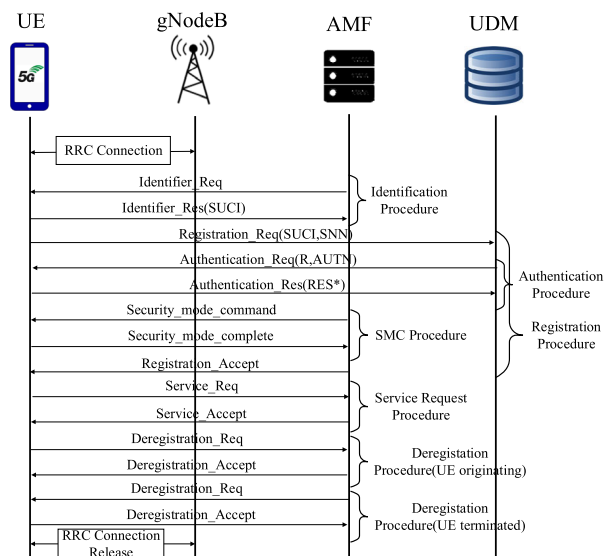 UE
gNodeB
AMF
UDM
5G
RRC Connection
Identifier_Req
Identification
Procedure
Identifier_Res(SUCI)
Registration_Req(SUCI,SNN)
Authentication_Req(R,AUTN)
Authentication
Procedure
Authentication_Res(RES*)
Security_mode_command
SMC Procedure
Registration
Procedure
Security_mode_complete
Registration_Accept
Service_Req
Service Request
Procedure
Service_Accept
Deregistration_Req
Deregistation
Procedure(UE originating)
Deregistration_Accept
Deregistration_Req
Deregistation
Procedure(UE terminated)
Deregistration_Accept
RRC Connection
Release